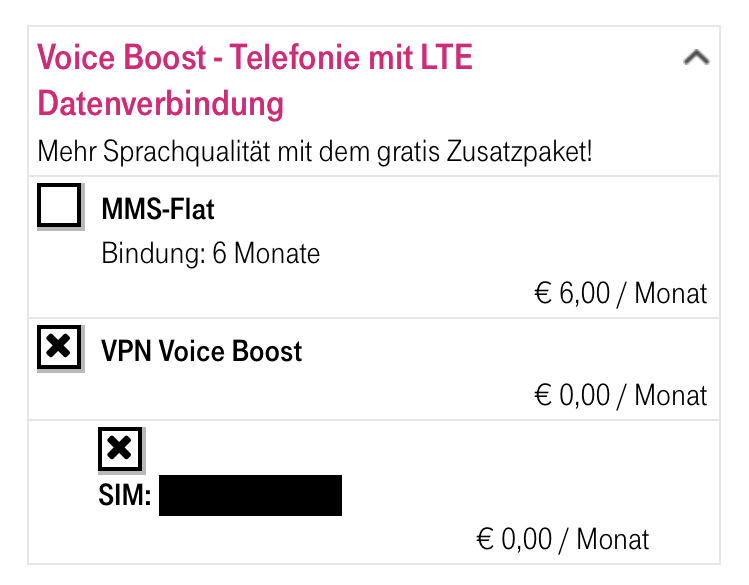 Voice Boost - Telefonie mit LTE
Datenverbindung
Mehr Sprachqualität mit dem gratis Zusatzpaket!
MMS-Flat
Bindung: 6 Monate
€ 6,00 / Monat
VPN Voice Boost
€ 0,00 / Monat
SIM:
€ 0,00 / Monat